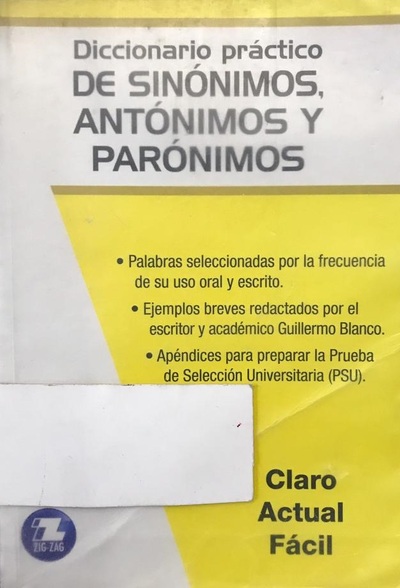 Diccionario práctico
DE SINÓNIMOS,
ANTÓNIMOS Y
PARÓNIMOS
• Palabras seleccionadas por la frecuencia
de su uso oral y escrito.
• Ejemplos breves redactados por el
escritor y académico Guillermo Blanco.
• Apéndices para preparar la Prueba
de Selección Universitaria (PSU).
Claro
Actual
Fácil
ZIG-ZAG